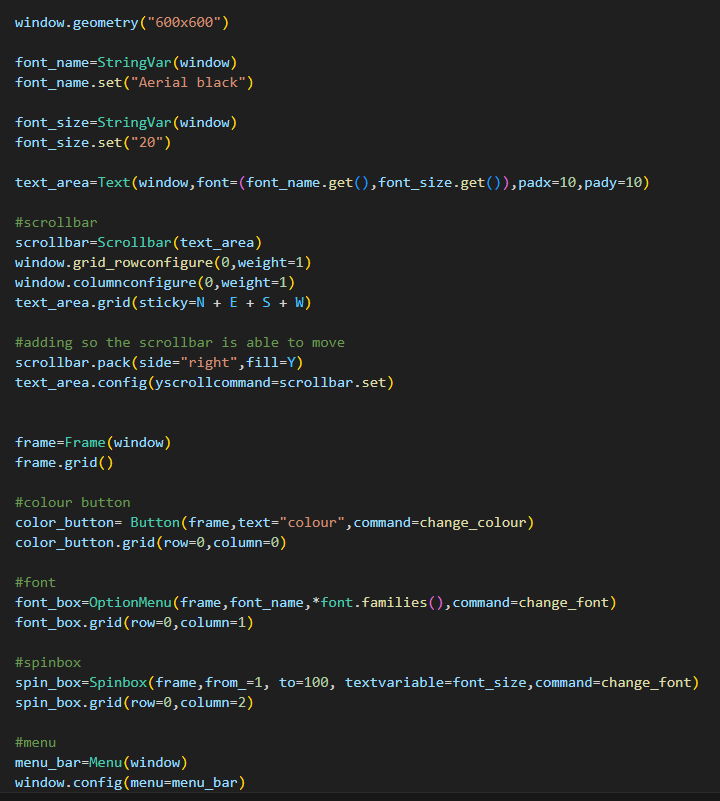 window.geometry("600x600")
font_name=StringVar(window)
font_name.set("Aerial black")
font_size=StringVar(window)
font_size.set("20")
text_area=Text(window,font=(font_name.get(),font_size.get()),padx=10,pady=10)
#scrollbar
scrollbar=Scrollbar(text_area)
window.grid_rowconfigure(0,weight=1)
window.columnconfigure(0,weight=1)
text_area.grid(sticky=N + E + S + W)
#adding so the scrollbar is able to move
scrollbar.pack(side="right",fill=Y)
text_area.config(yscrollcommand=scrollbar.set)
frame=Frame(window)
frame.grid()
#colour button
color_button= Button(frame,text="colour",command=change_colour)
color_button.grid(row=0,column=0)
#font
font_box=OptionMenu(frame,font_name,*font.families(),command=change_font)
font_box.grid(row=0,column=1)
#spinbox
spin_box=Spinbox(frame,from_=1, to=100, textvariable=font_size,command=change_font)
spin_box.grid(row=0,column=2)
#menu
menu_bar=Menu(window)
window.config(menu=menu_bar)